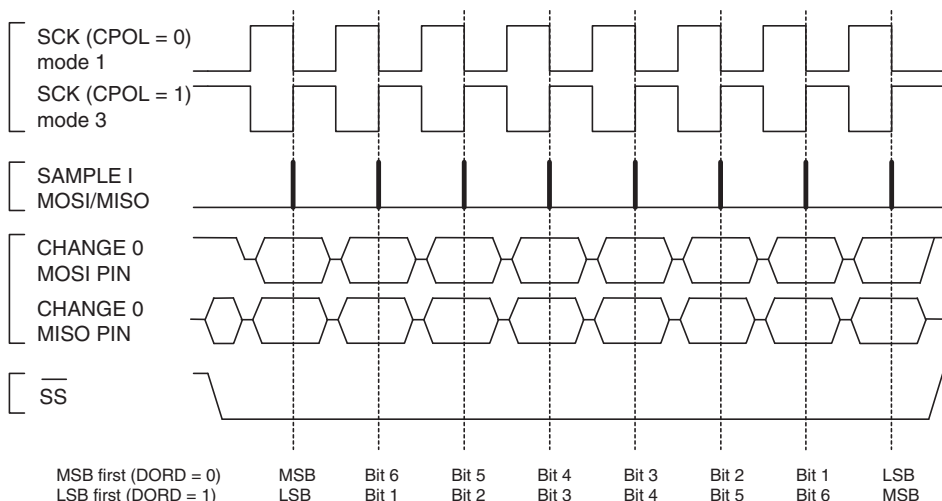 SCK (CPOL = 0)
mode 1
SCK (CPOL = 1)
mode 3
SAMPLE I
MOSI/MISO
CHANGE 0
MOSI PIN
CHANGE 0
MISO PIN
SS
MSB first (DORD = 0) MSB Bit 6 Bit 5 Bit 4 Bit 3 Bit 2 Bit 1 LSB
LSB first (DORD = 1) LSB Bit 1 Bit 2 Bit 3 Bit 4 Bit 5 Bit 6 MSB